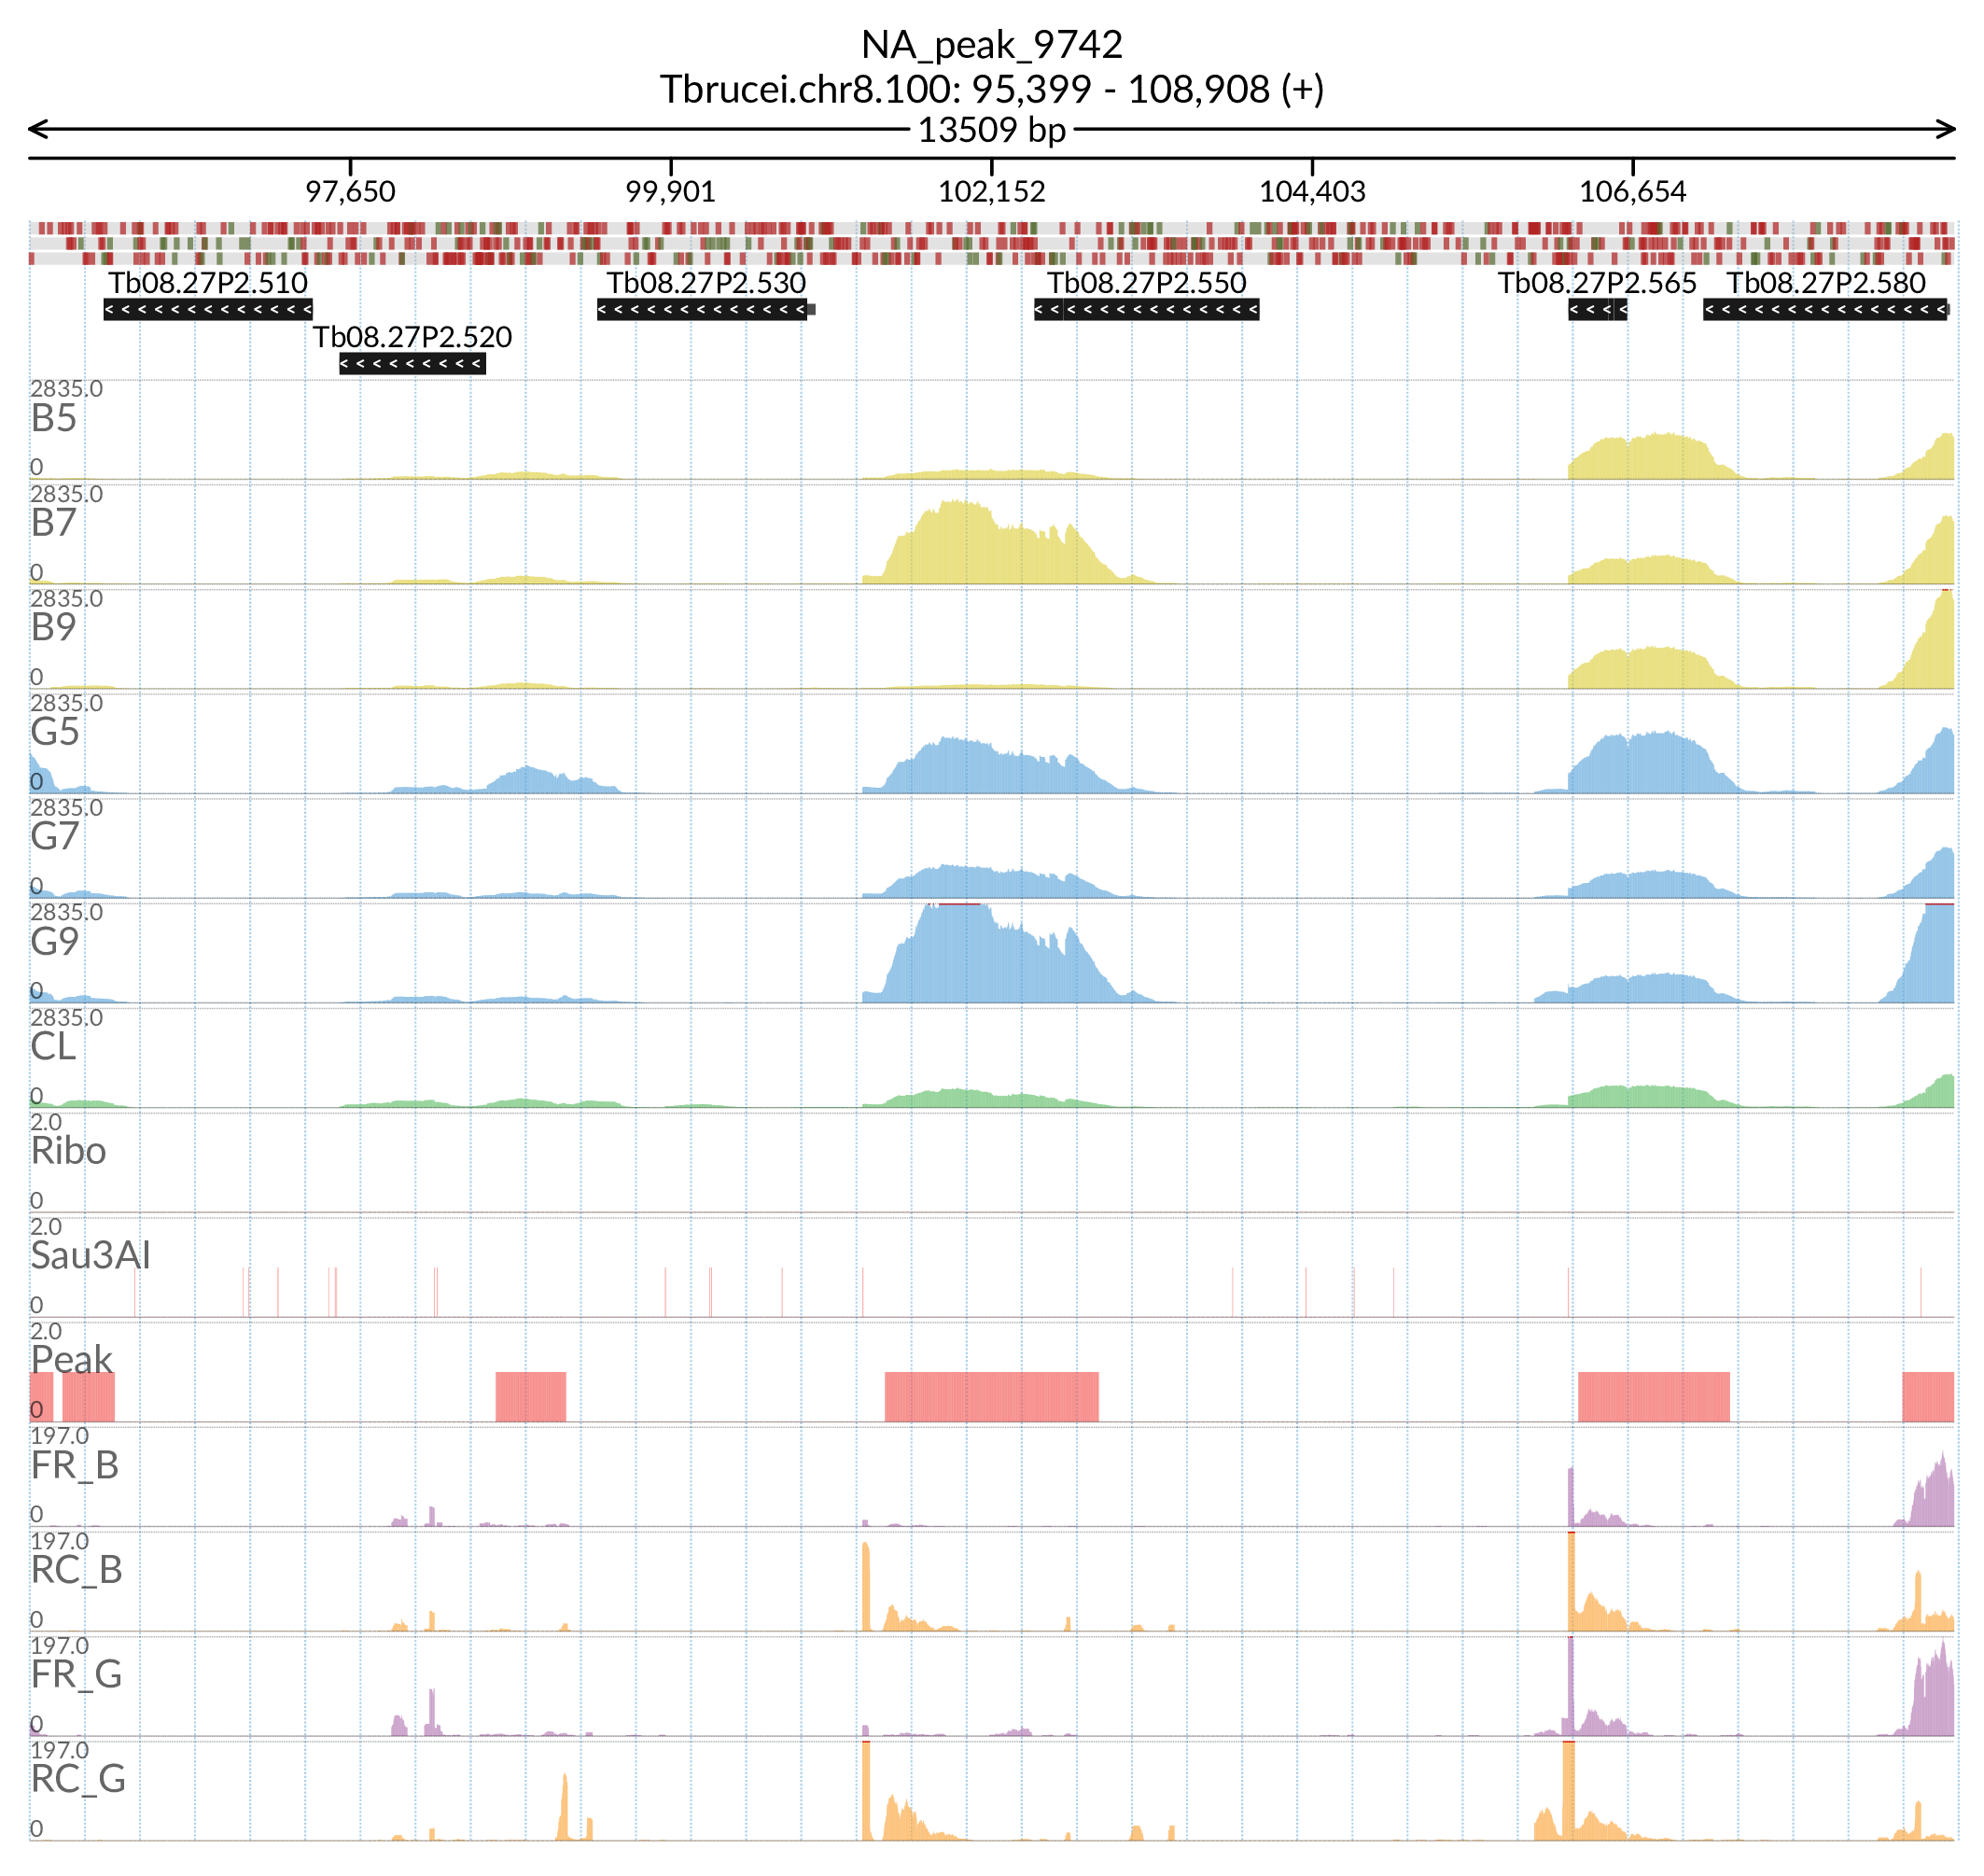 NA_peak_9742
Tbrucei.chr8.100: 95,399 - 108,908 (+)
13509 bp
97,650 99,901 102,152 104,403 106,654
Tb08.27P2.510 Tb08.27P2.530 Tb08.27P2.550 Tb08.27P2.565 Tb08.27P2.580
Tb08.27P2.520
2835.0
B5
0
2835.0
B7
0
2835.0
B9
0
2835.0
G5
0
2835.0
G7
0
2835.0
G9
0
2835.0
CL
0
2.0
Ribo
0
2.0
Sau3AI
0
2.0
Peak
0
197.0
FR_B
0
197.0
RC_B
0
197.0
FR_G
0
197.0
RC_G
0